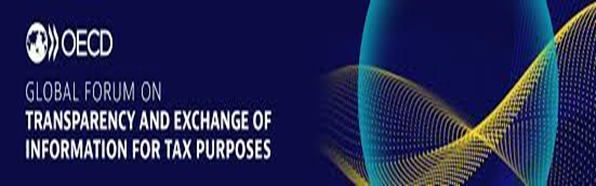 OECD
GLOBAL FORUM ON
TRANSPARENCY AND EXCHANGE OF
INFORMATION FOR TAX PURPOSES